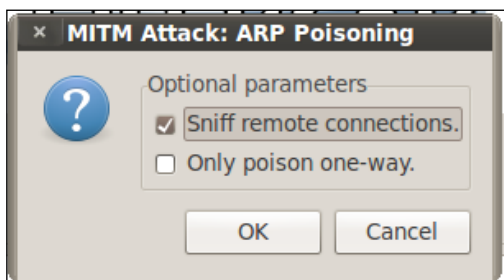 MITM Attack: ARP Poisoning
Optional parameters
Sniff remote connections.
Only poison one-way.
OK Cancel